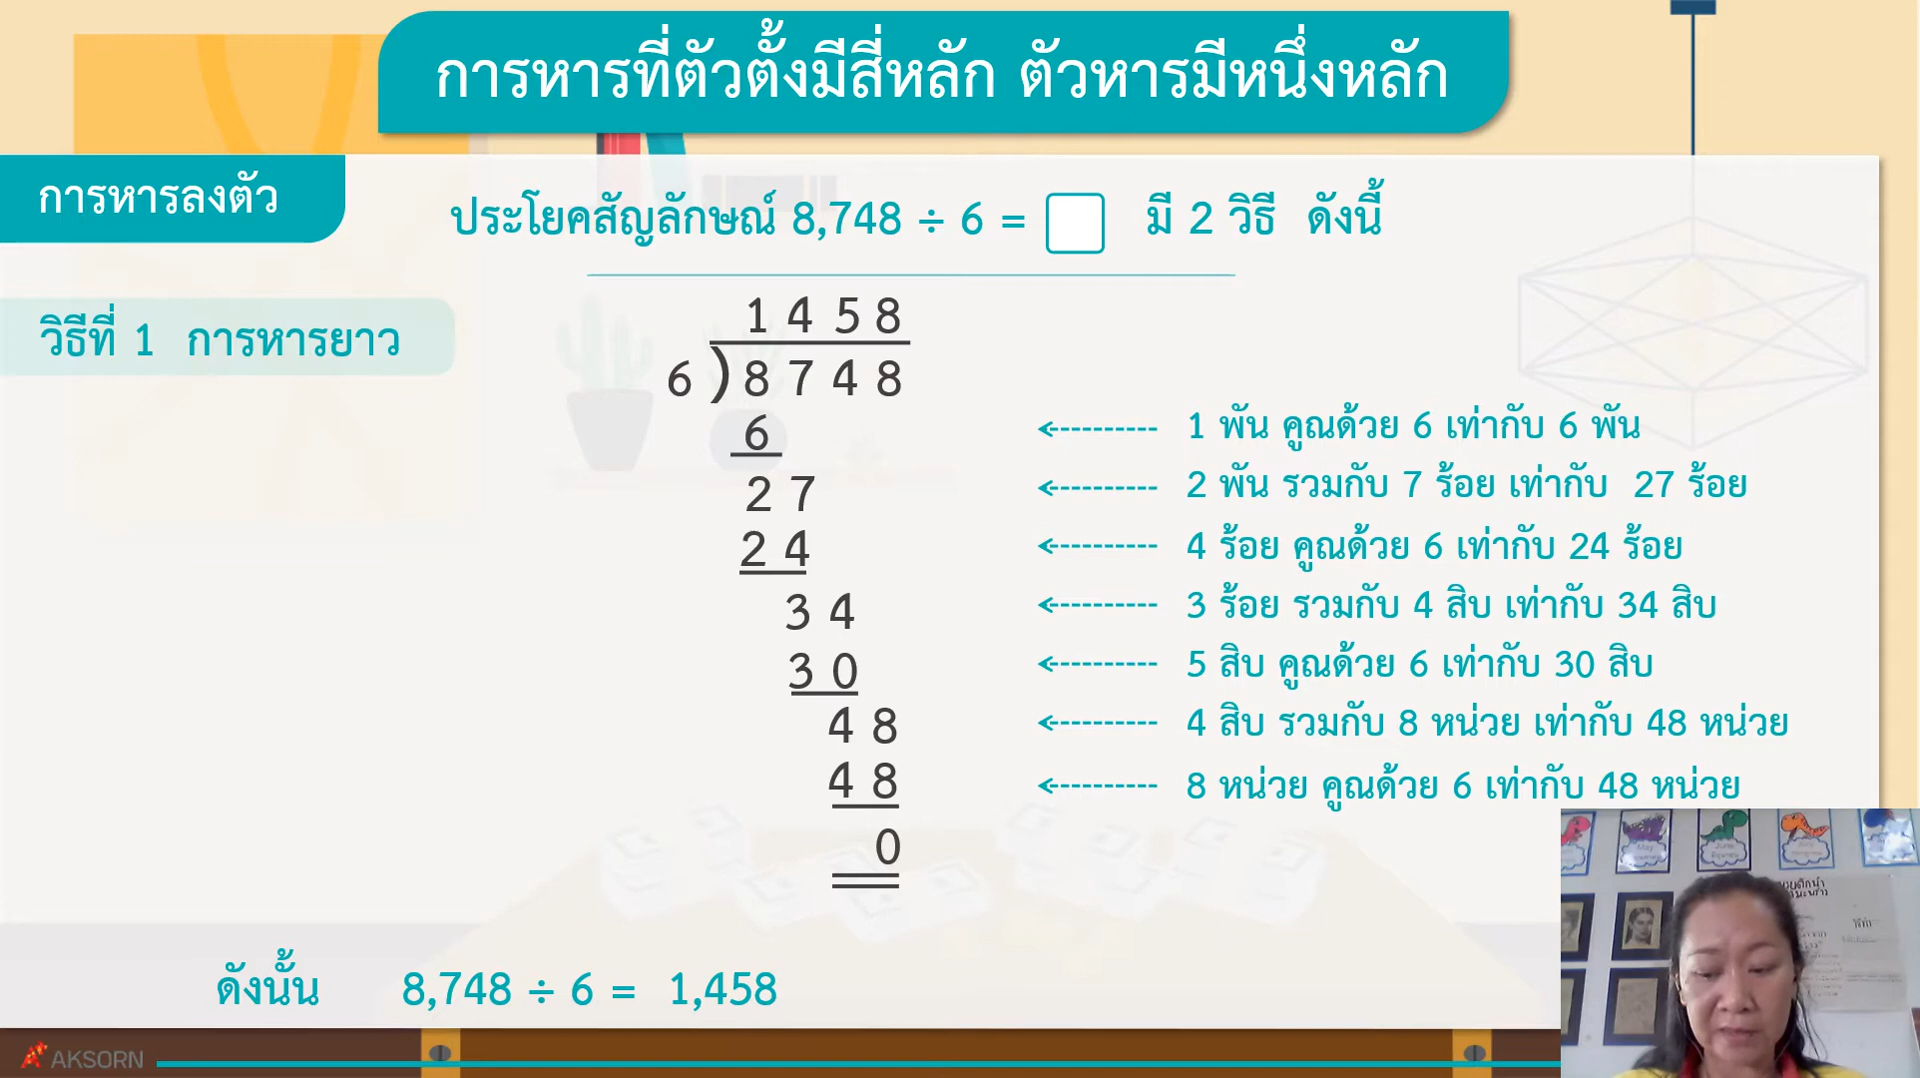 การหารที่ตัวตั้งมีสี่หลัก ตัวหารมีหนึ่งหลัก
การหารลงตัว
ประโยคสัญลักษณ์ 8,748 ÷ 6 = มี 2 วิธี ดังนี้
วิธีที่ 1 การหารยาว
1 4 5 8
6 ) 8 7 4 8
6
1 พัน คูณด้วย 6 เท่ากับ 6 พัน
2 7
2 พัน รวมกับ 7 ร้อย เท่ากับ 27 ร้อย
2 4
4 ร้อย คูณด้วย 6 เท่ากับ 24 ร้อย
3 4
3 ร้อย รวมกับ 4 สิบ เท่ากับ 34 สิบ
3 0
5 สิบ คูณด้วย 6 เท่ากับ 30 สิบ
4 8
4 สิบ รวมกับ 8 หน่วย เท่ากับ 48 หน่วย
4 8
8 หน่วย คูณด้วย 6 เท่ากับ 48 หน่วย
0
ดังนั้น 8,748 ÷ 6 = 1,458
AKSORN